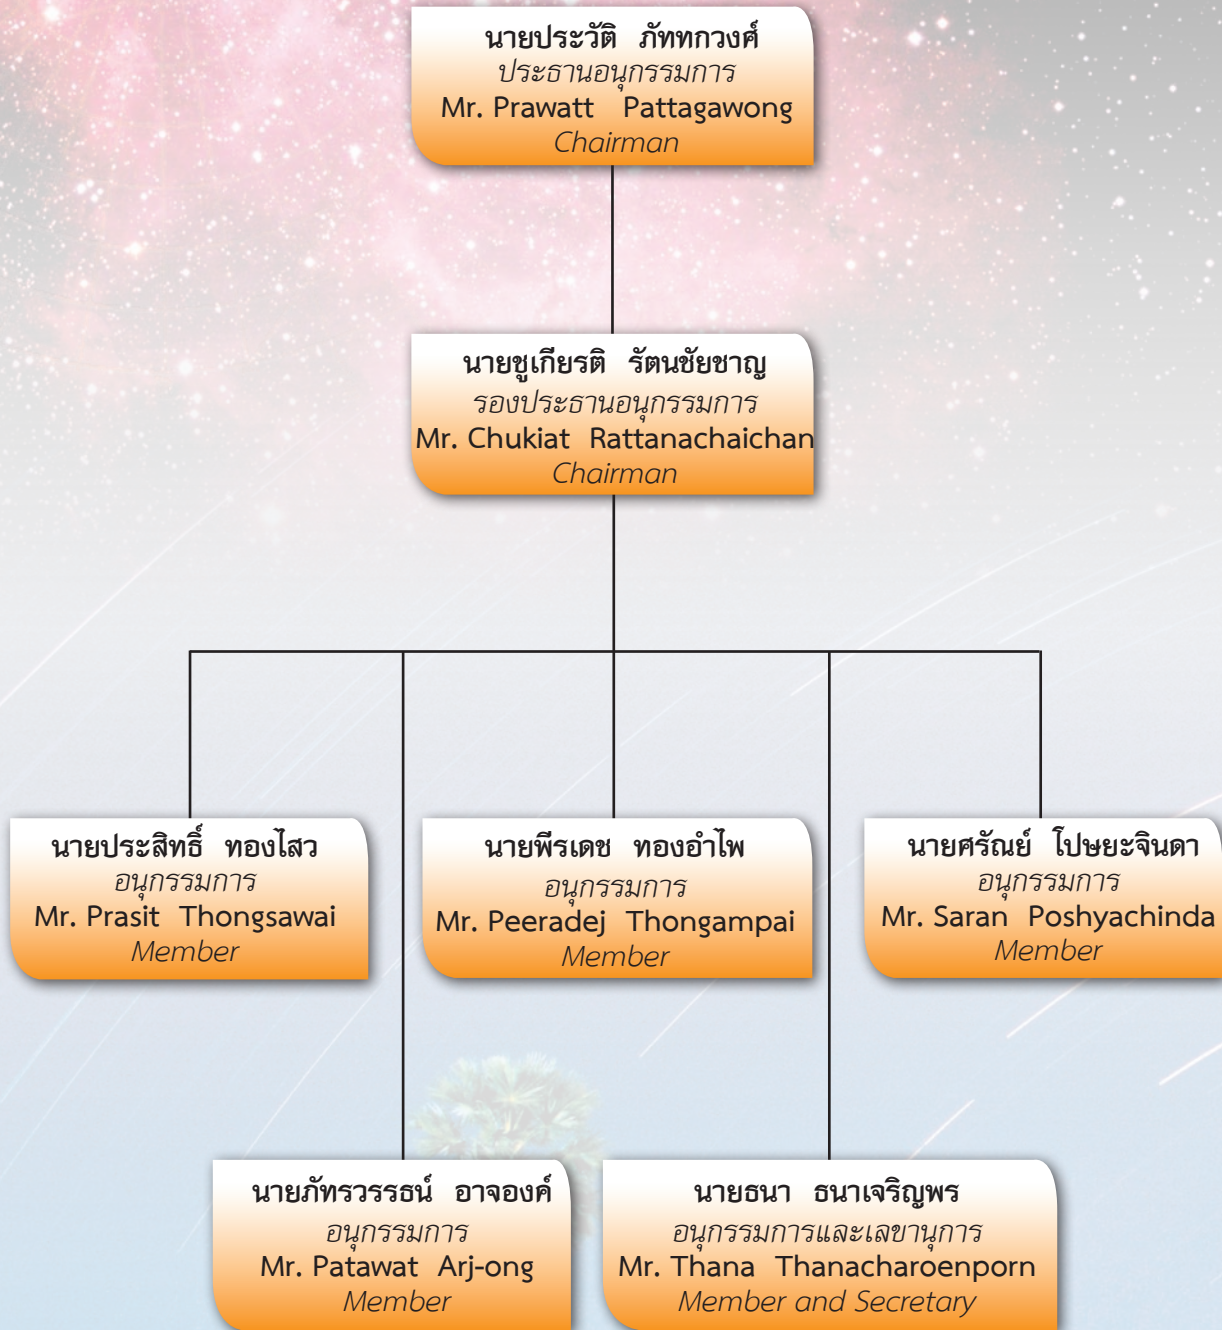 นายประวัติ ภัททกวงศ์
ประธานอนุกรรมการ
Mr. Prawatt Pattagawong
Chairman
นายชูเกียรติ รัตนชัยชาญ
รองประธานอนุกรรมการ
Mr. Chukiat Rattanachaichan
Chairman
นายประสิทธิ์ ทองไสว
อนุกรรมการ
Mr. Prasit Thongsawai
Member
นายพีรเดช ทองอำไพ
อนุกรรมการ
Mr. Peeradej Thongampai
Member
นายศรัณย์ โปษยะจินดา
อนุกรรมการ
Mr. Saran Poshyachinda
Member
นายภัทรวรรธน์ อาจองค์
อนุกรรมการ
Mr. Patawat Arj-ong
Member
นายธนา ธนาเจริญพร
อนุกรรมการและเลขานุการ
Mr. Thana Thanacharoenporn
Member and Secretary